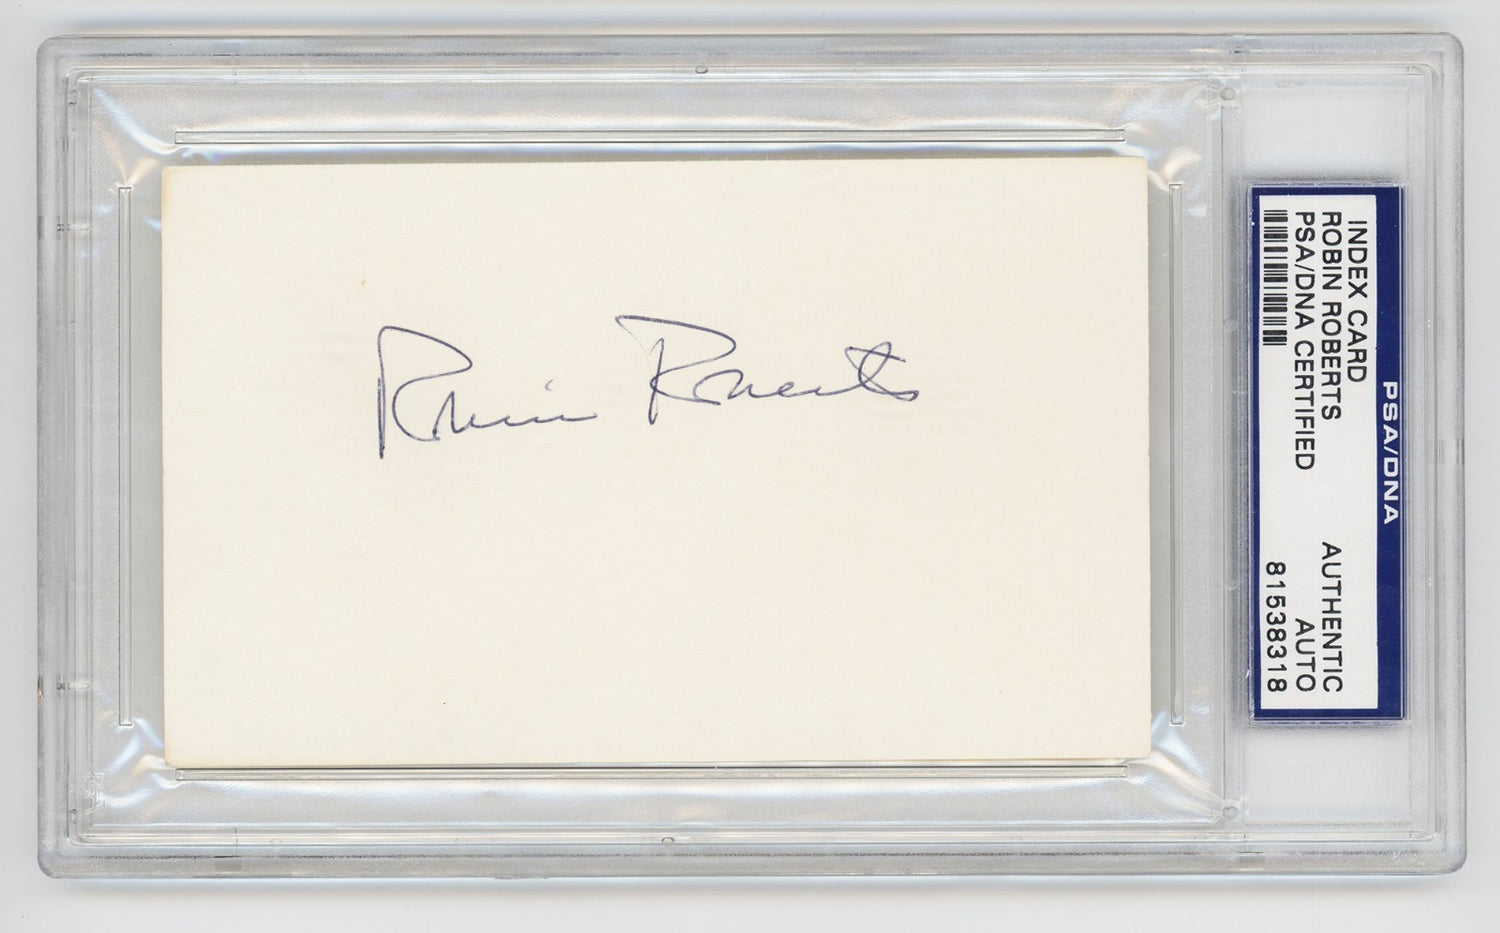 Robin Roberts
PSA/DNA
INDEX CARD
ROBIN ROBERTS
AUTHENTIC
PSA/DNA CERTIFIED
AUTO
81538318